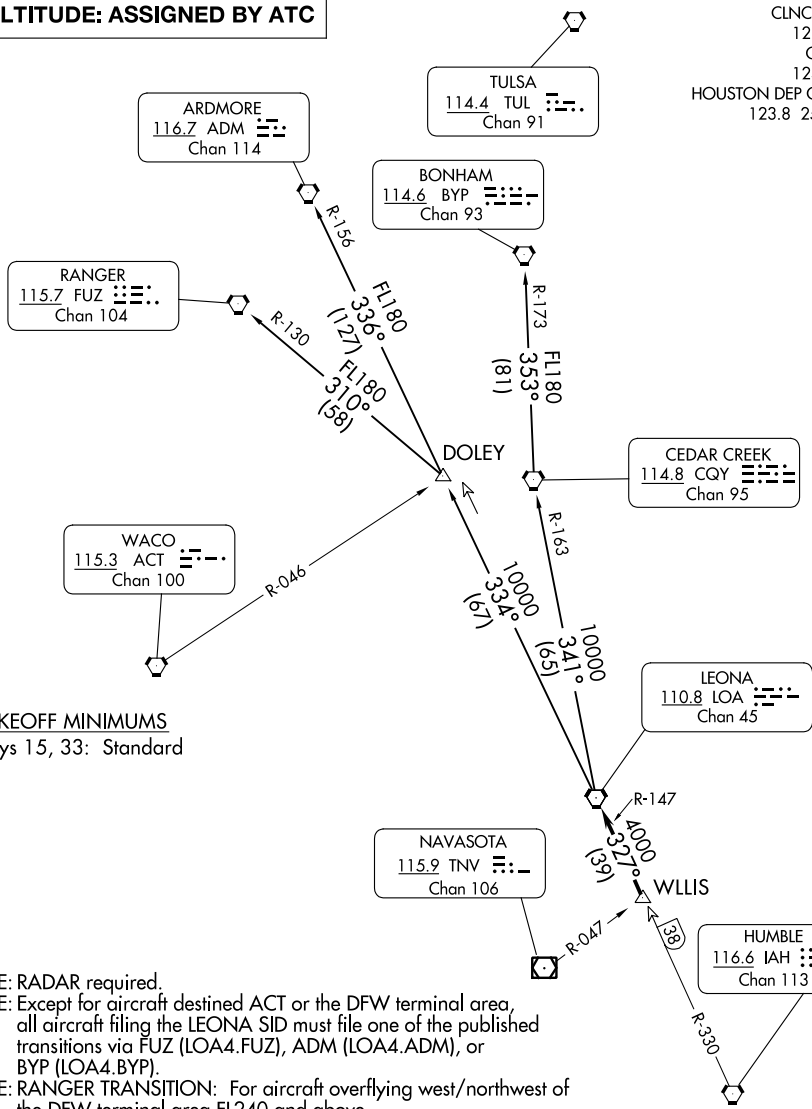 LTITUDE: ASSIGNED BY ATC
CLNC
12
12
HOUSTON DEP
123.8
TULSA
114.4 TUL
Chan 91
ARDMORE
116.7 ADM
Chan 114
BONHAM
114.6 BYP
Chan 93
RANGER
115.7 FUZ
Chan 104
R-156
R-130
R-173
FL180
336°
(127)
FL180
310°
(58)
FL180
353°
(81)
DOLEY
CEDAR CREEK
114.8 CQY
Chan 95
WACO
115.3 ACT
Chan 100
R-046
R-163
10000
334°
(67)
10000
341°
(65)
LEONA
110.8 LOA
Chan 45
KEOFF MINIMUMS
ys 15, 33: Standard
R-147
4000
327°
(39)
NAVASOTA
115.9 TNV
Chan 106
WLLIS
R-047
38
HUMBLE
116.6 IAH
Chan 113
R-330
E: RADAR required.
E: Except for aircraft destined ACT or the DFW terminal area,
all aircraft filing the LEONA SID must file one of the published
transitions via FUZ (LOA4.FUZ), ADM (LOA4.ADM), or
BYP (LOA4.BYP).
E: RANGER TRANSITION: For aircraft overflying west/northwest of
the DFW terminal area FL240 and above.